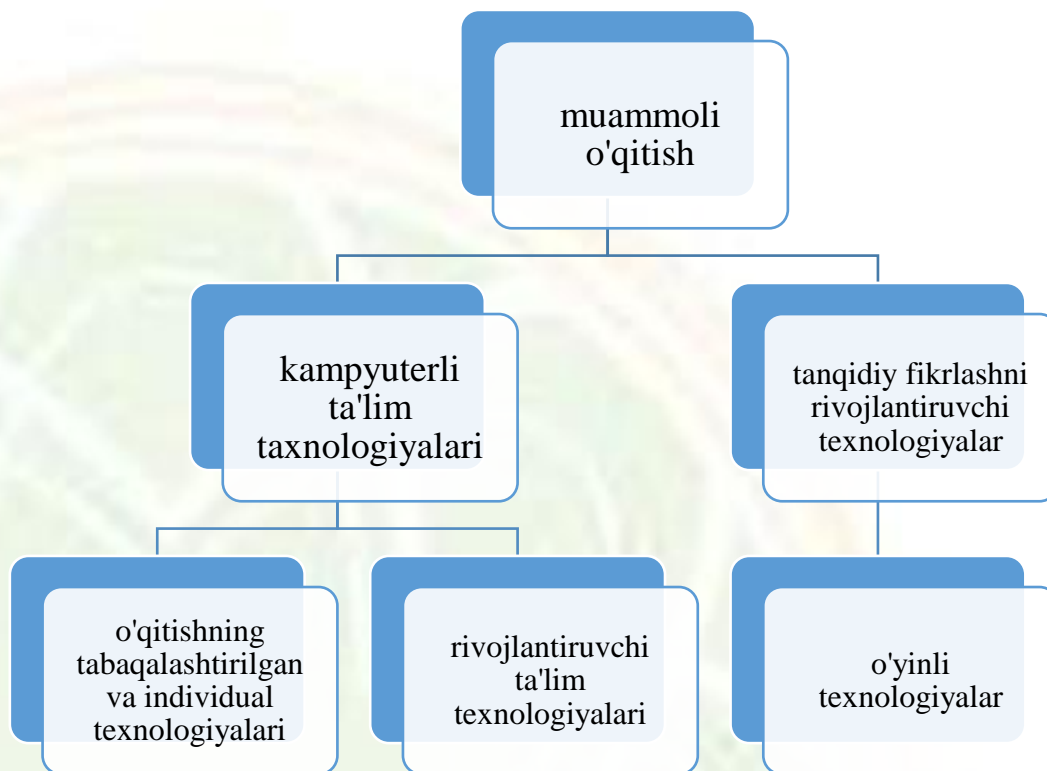 muammoli
o'qitish
kampyuterli
ta'lim
taxnologiyalari
tanqidiy fikrlashni
rivojlantiruvchi
texnologiyalar
o'qitishning
tabaqalashtirilgan
va individual
texnologiyalari
rivojlantiruvchi
ta'lim
texnologiyalari
o'yinli
texnologiyalar